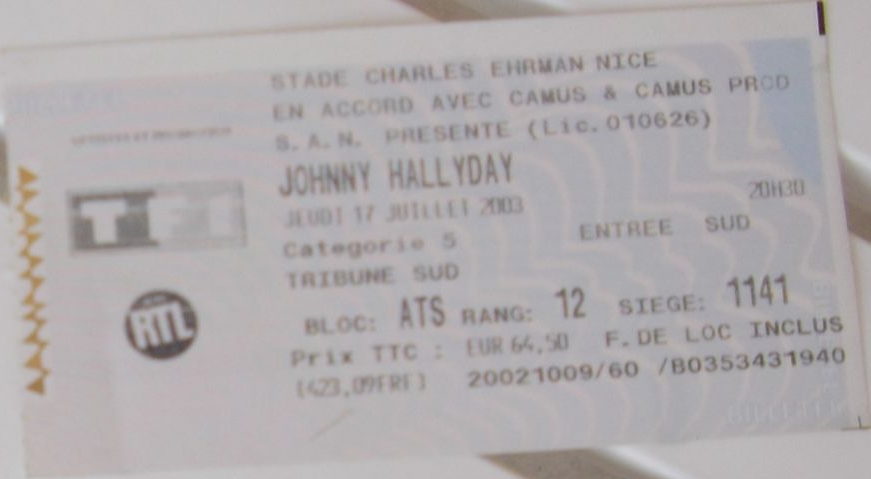 STADE CHARLES EHRMAN NICE
EN ACCORD AVEC CAMUS & CAMUS PROD
S.A.N. PRESENTE (Lic.010626)
JOHNNY HALLYDAY
JEUDI 17 JUILLET 2003 20H30
Categorie 5 ENTREE SUD
TRIBUNE SUD
BLOC: ATS RANG: 12 SIEGE: 1141
Prix TTC : EUR 64,50 F.DE LOC INCLUS
(423,09FRF) 20021009/60 /B0353431940
TF1
RTL